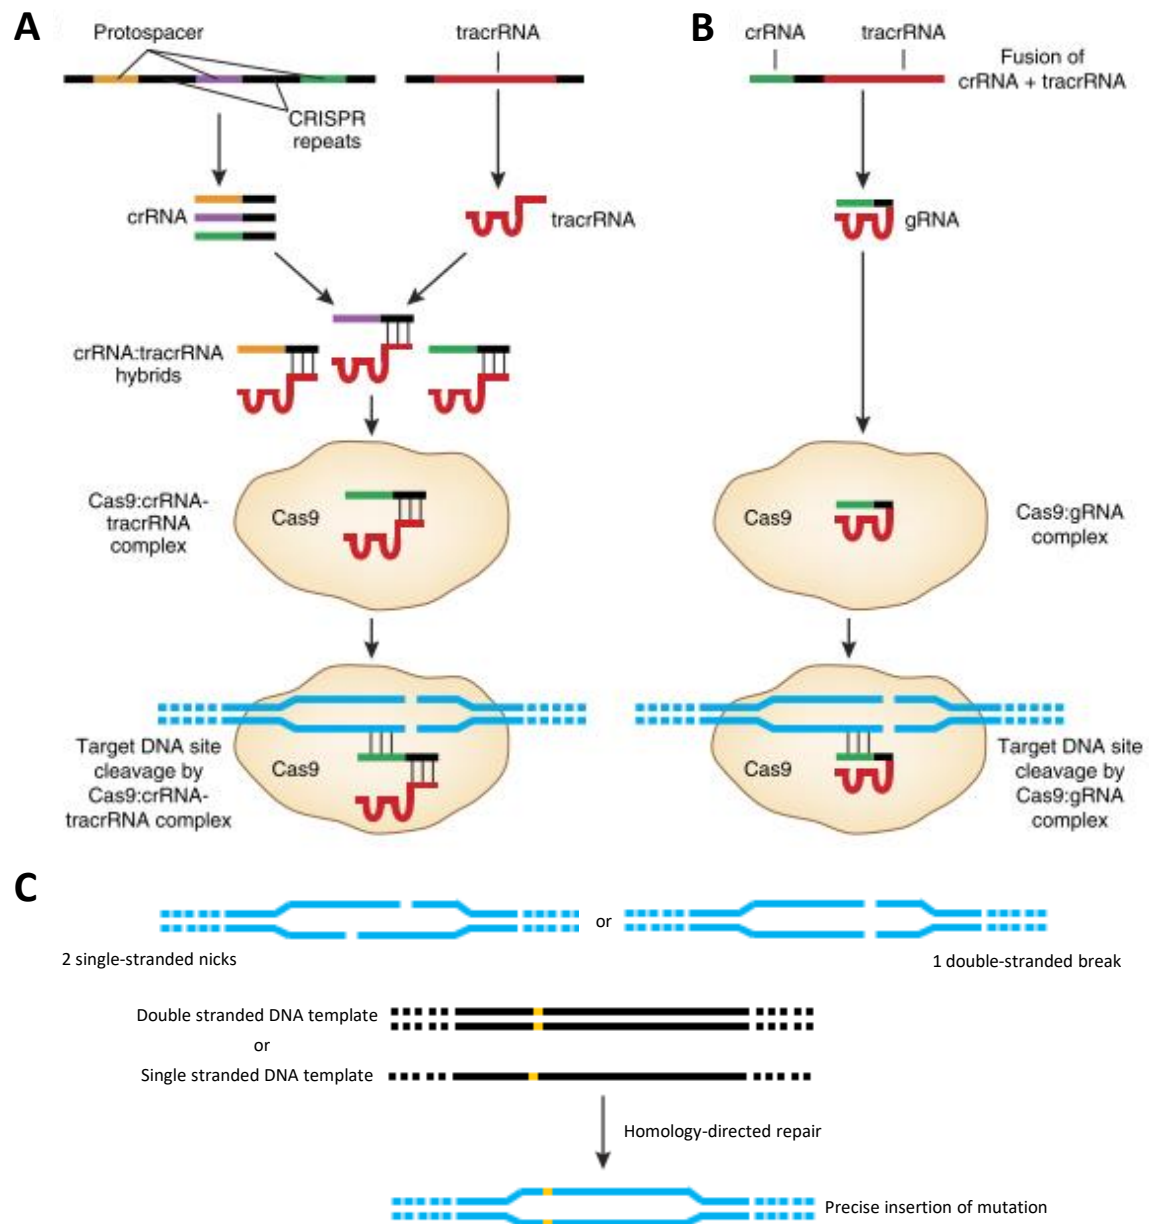 A
Protospacer
tracrRNA
CRISPR
repeats
crRNA
tracrRNA
crRNA:tracrRNA
hybrids
Cas9:crRNA-
tracrRNA
complex
Cas9
Target DNA site
cleavage by
Cas9:crRNA-
tracrRNA complex
Cas9
B
crRNA
tracrRNA
Fusion of
crRNA + tracrRNA
gRNA
Cas9
Cas9:gRNA
complex
Cas9
Target DNA site
cleavage by
Cas9:gRNA
complex
C
or
2 single-stranded nicks
1 double-stranded break
Double stranded DNA template
or
Single stranded DNA template
Homology-directed repair
Precise insertion of mutation